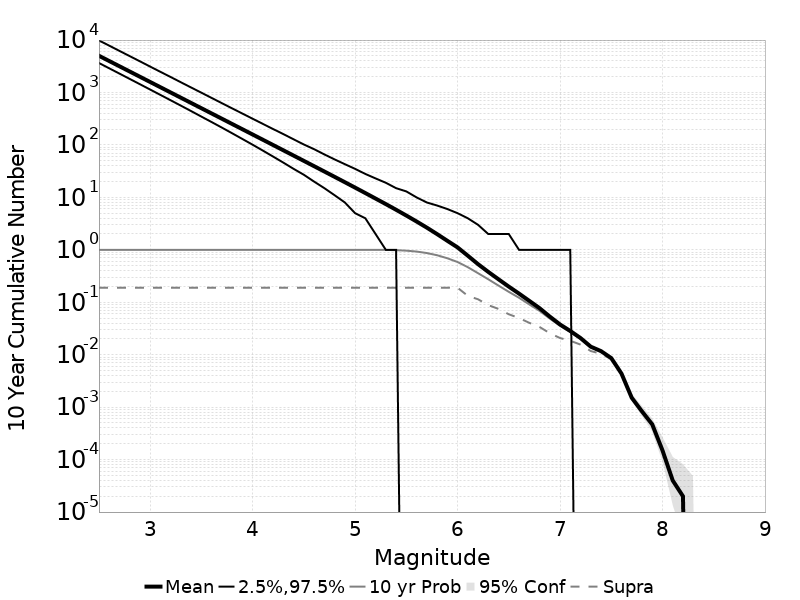 10^4
10^3
10^2
10^1
10^0
10^-1
10^-2
10^-3
10^-4
10^-5
10 Year Cumulative Number
3 4 5 6 7 8 9
Magnitude
Mean 2.5%,97.5% 10 yr Prob 95% Conf Supra